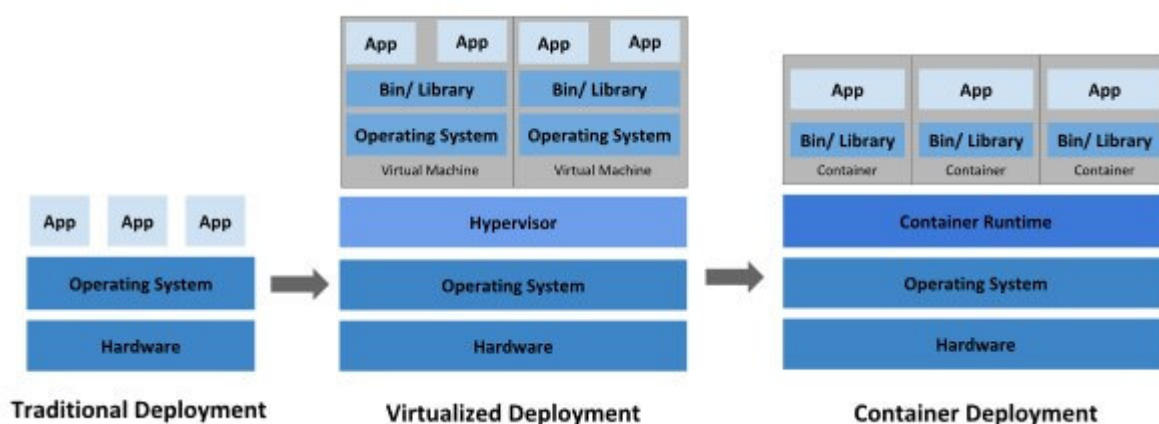 App App App
Operating System
Hardware
Traditional Deployment
App App App App
Bin/ Library Bin/ Library
Operating System Operating System
Virtual Machine Virtual Machine
Hypervisor
Operating System
Hardware
Virtualized Deployment
App App App
Bin/ Library Bin/ Library Bin/ Library
Container Container Container
Container Runtime
Operating System
Hardware
Container Deployment